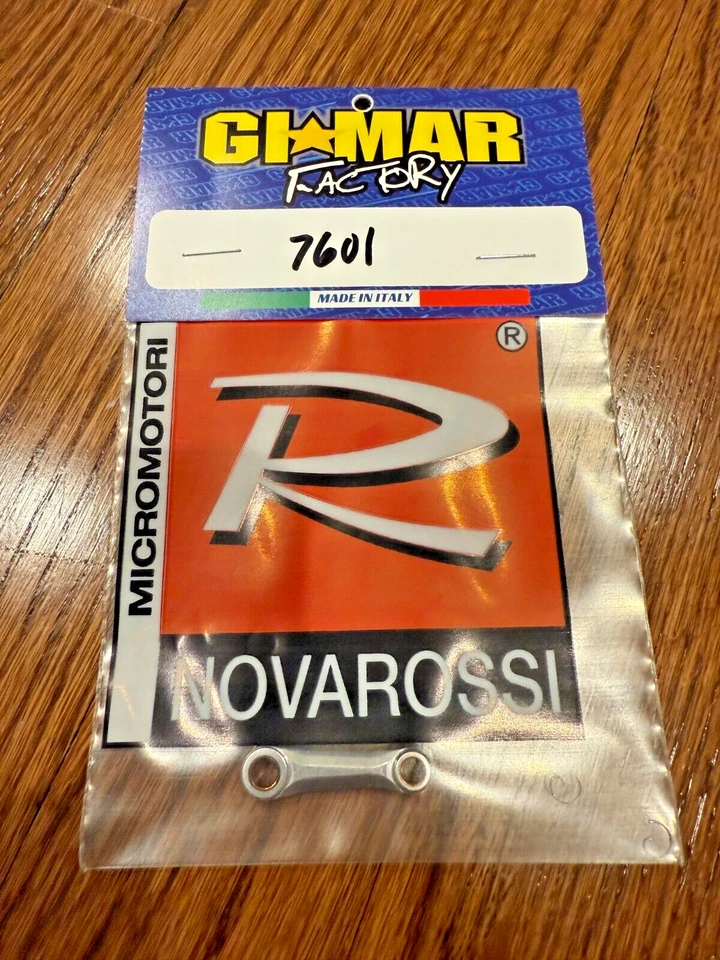 GI★MAR
FACTORY
7601
MADE IN ITALY
®
MICROMOTORI
R
NOVAROSSI